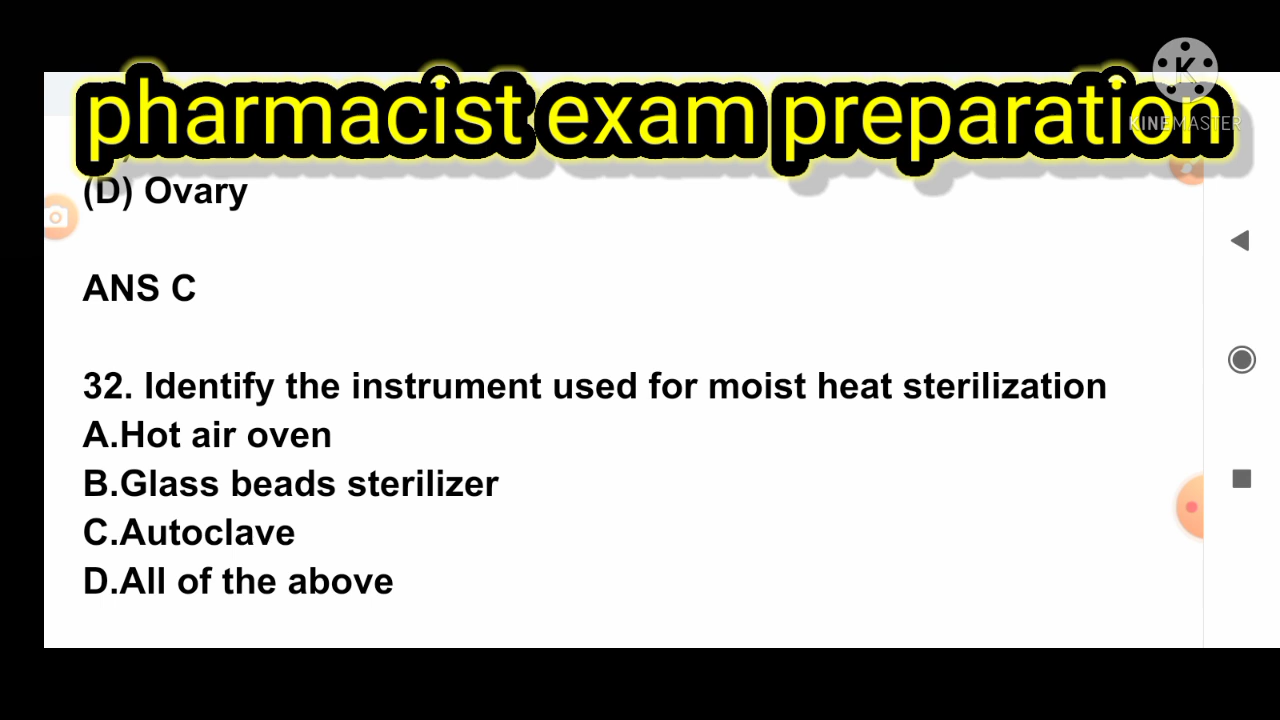 pharmacist exam preparation
K
KINEMASTER
(D) Ovary
ANS C
32. Identify the instrument used for moist heat sterilization
A.Hot air oven
B.Glass beads sterilizer
C.Autoclave
D.All of the above